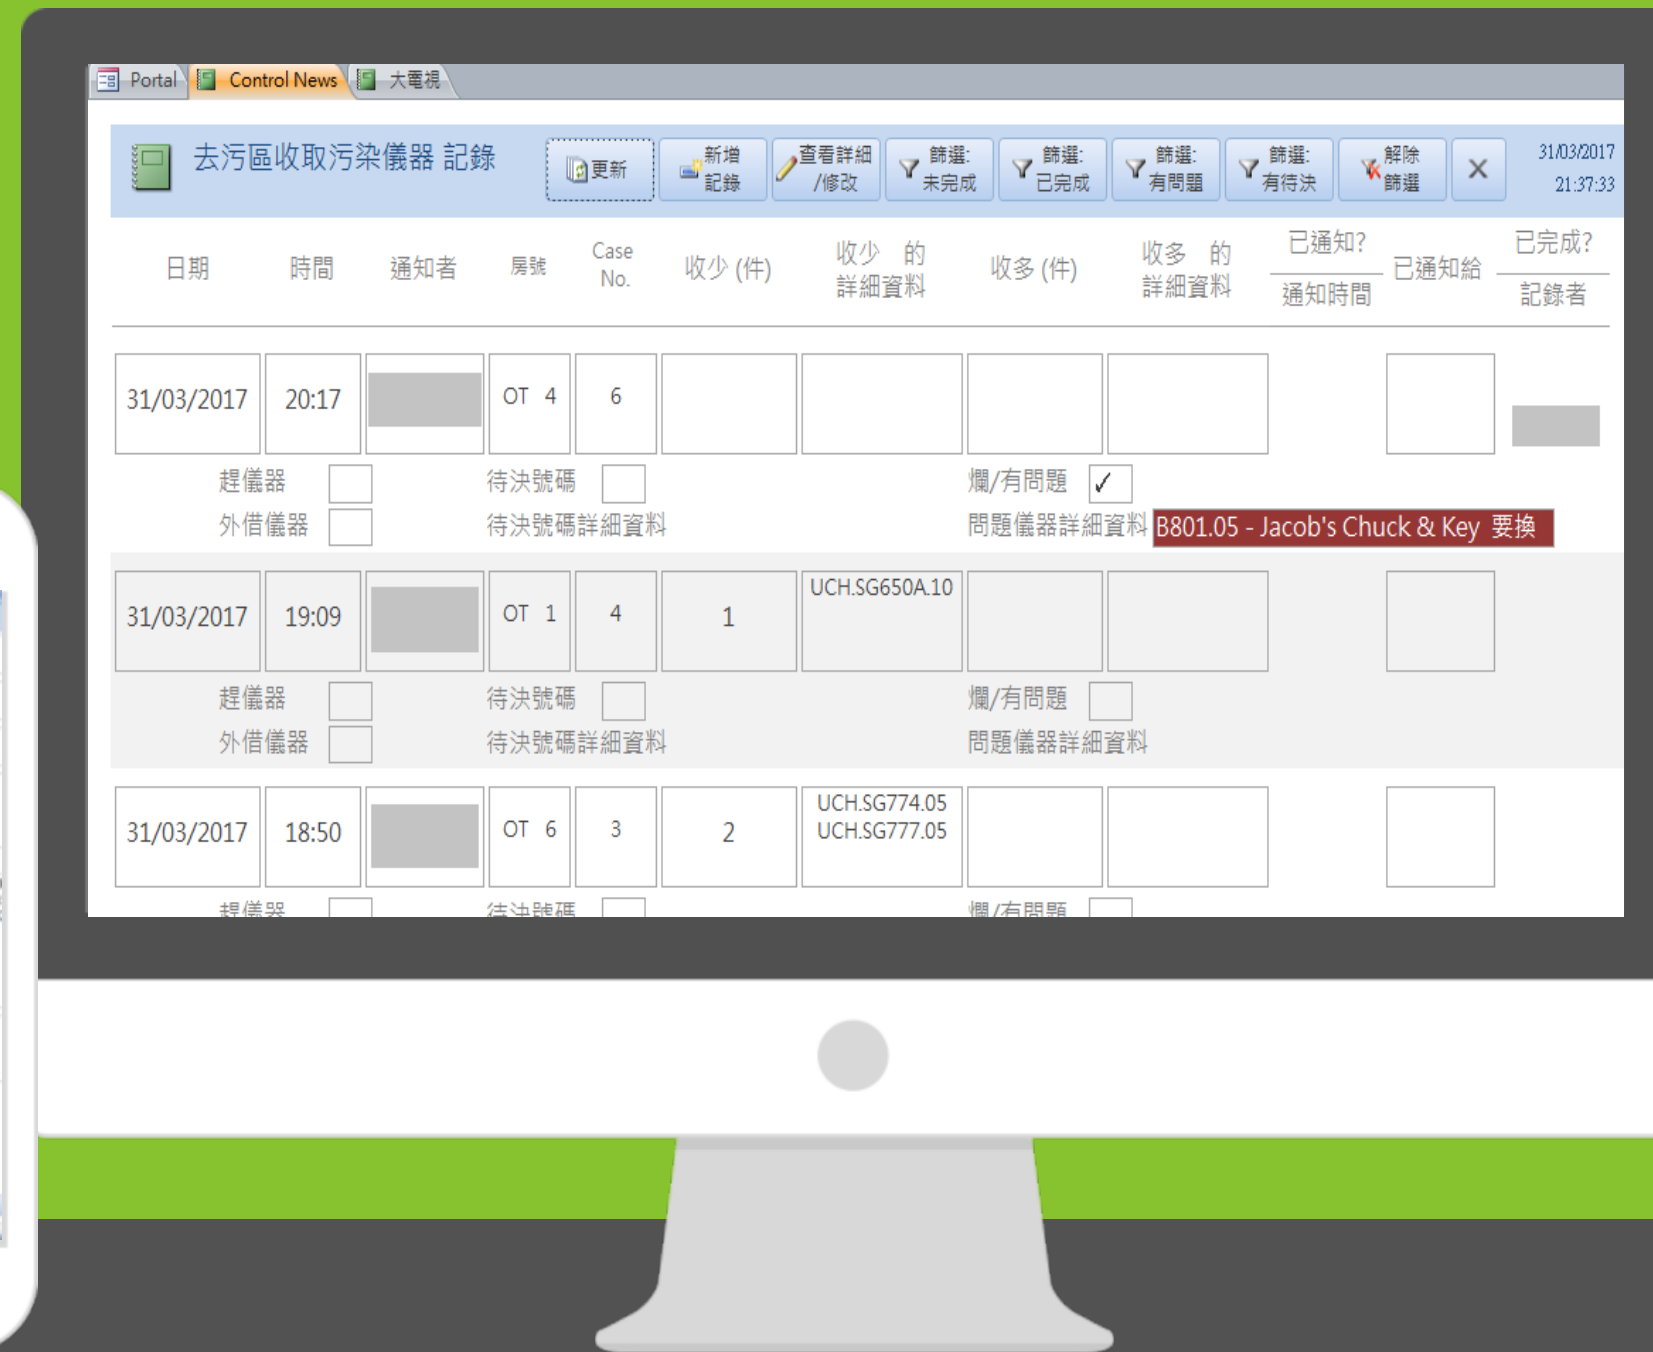 Portal Control News 大電視
去污區收取污染儀器 記錄
更新
新增
記錄
查看詳細
/修改
篩選:
未完成
篩選:
已完成
篩選:
有問題
篩選:
有待決
解除
篩選
31/03/2017
21:37:33
日期
時間
通知者
房號
Case
No.
收少 (件)
收少 的
詳細資料
收多 (件)
收多 的
詳細資料
已通知?
通知時間
已通知給
已完成?
記錄者
31/03/2017 20:17 OT 4 6
趕儀器 待決號碼 爛/有問題 ✓
外借儀器 待決號碼詳細資料 問題儀器詳細資料 B801.05 - Jacob's Chuck & Key 要換
31/03/2017 19:09 OT 1 4 1 UCH.SG650A.10
趕儀器 待決號碼 爛/有問題
外借儀器 待決號碼詳細資料 問題儀器詳細資料
31/03/2017 18:50 OT 6 3 2 UCH.SG774.05
UCH.SG777.05
趕儀器 待決號碼 爛/有問題